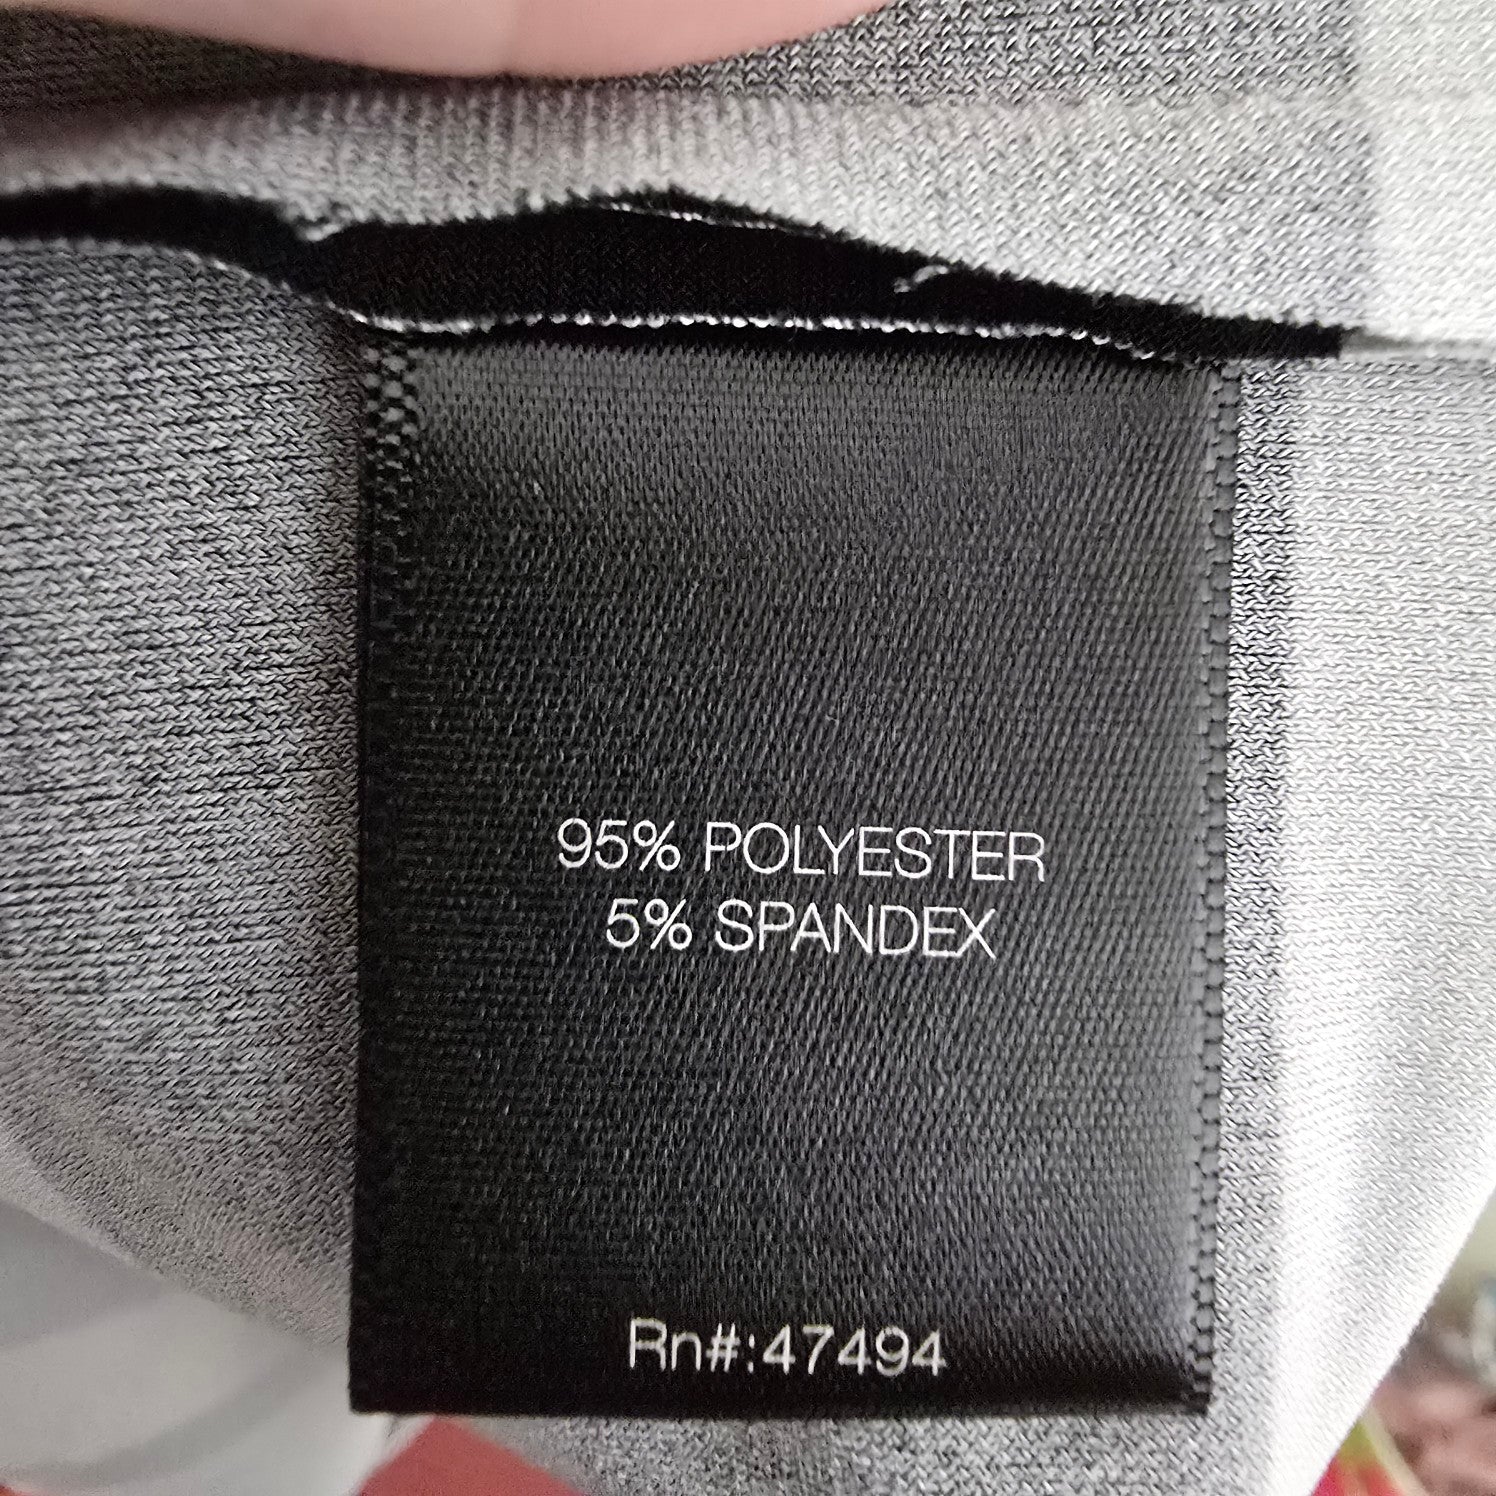 95% POLYESTER
5% SPANDEX
Rn#:47494